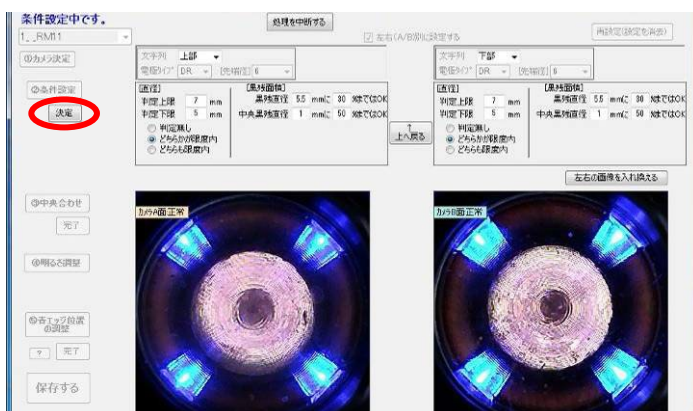 条件設定中です。
1._RM11
処理を中断する
左右(A/B)別に設定する
再設定(設定を消去)
①カメラ決定
②条件設定
決定
文字列 上部
電極タイプ DR [先端径] 6
[直径]
判定上限 7 mm
判定下限 5 mm
判定無し
どちらかが限度内
どちらも限度内
[黒残面積]
黒残直径 5.5 mmに 30 %まではOK
中央黒残直径 1 mmに 50 %まではOK
↑
上へ戻る
文字列 下部
電極タイプ DR [先端径] 6
[直径]
判定上限 7 mm
判定下限 5 mm
判定無し
どちらかが限度内
どちらも限度内
[黒残面積]
黒残直径 5.5 mmに 30 %まではOK
中央黒残直径 1 mmに 50 %まではOK
左右の画像を入れ換える
③中央合わせ
完了
④明るさ調整
⑤各エッジ位置
の調整
?
完了
保存する
カメラA面正常
カメラB面正常